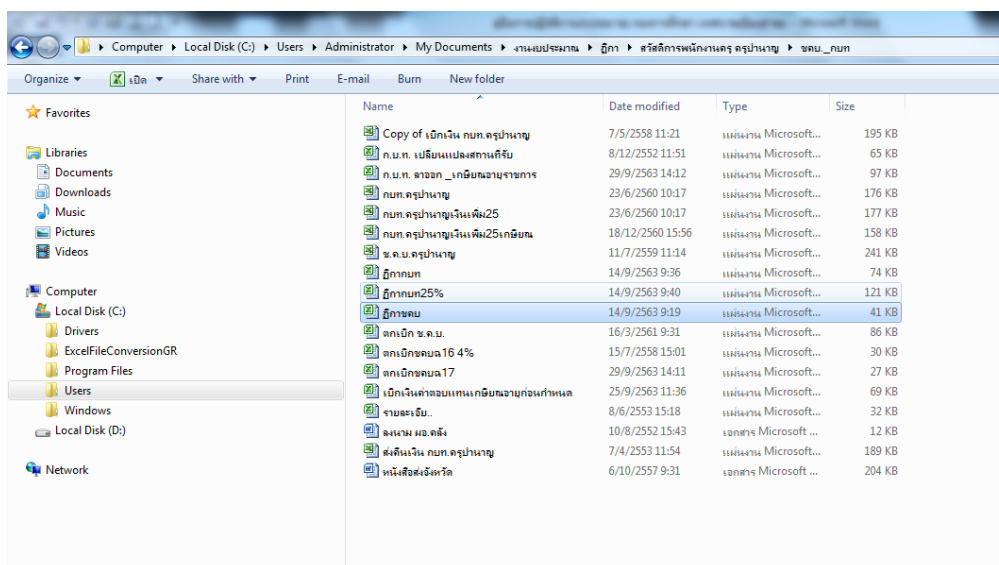 Computer ▸ Local Disk (C:) ▸ Users ▸ Administrator ▸ My Documents ▸ งานงบประมาณ ▸ ฎีกา ▸ สวัสดิการพนักงานครู ครูบำนาญ ▸ ชคบ._กบท
Organize เปิด Share with Print E-mail Burn New folder
Favorites
Libraries
Documents
Downloads
Music
Pictures
Videos
Computer
Local Disk (C:)
Drivers
ExcelFileConversionGR
Program Files
Users
Windows
Local Disk (D:)
Network
Name Date modified Type Size
Copy of เบิกเงิน กบท.ครูบำนาญ 7/5/2558 11:21 แผ่นงาน Microsoft... 195 KB
ก.บ.ท. เปลี่ยนแปลงสถานที่รับ 8/12/2552 11:51 แผ่นงาน Microsoft... 65 KB
ก.บ.ท. ลาออก _เกษียณอายุราชการ 29/9/2563 14:12 แผ่นงาน Microsoft... 97 KB
กบท.ครูบำนาญ 23/6/2560 10:17 แผ่นงาน Microsoft... 176 KB
กบท.ครูบำนาญเงินเพิ่ม25 23/6/2560 10:17 แผ่นงาน Microsoft... 177 KB
กบท.ครูบำนาญเงินเพิ่ม25เกษียณ 18/12/2560 15:56 แผ่นงาน Microsoft... 158 KB
ช.ค.บ.ครูบำนาญ 11/7/2559 11:14 แผ่นงาน Microsoft... 241 KB
ฎีกากบท 14/9/2563 9:36 แผ่นงาน Microsoft... 74 KB
ฎีกากบท25% 14/9/2563 9:40 แผ่นงาน Microsoft... 121 KB
ฎีกาชคบ 14/9/2563 9:19 แผ่นงาน Microsoft... 41 KB
ตกเบิก ช.ค.บ. 16/3/2561 9:31 แผ่นงาน Microsoft... 86 KB
ตกเบิกชคบฉ16 4% 15/7/2558 15:01 แผ่นงาน Microsoft... 30 KB
ตกเบิกชคบฉ17 29/9/2563 14:11 แผ่นงาน Microsoft... 27 KB
เบิกเงินค่าตอบแทนเกษียณอายุก่อนกำหนด 25/9/2563 11:36 แผ่นงาน Microsoft... 69 KB
รายละเอีย.. 8/6/2553 15:18 แผ่นงาน Microsoft... 32 KB
ลงนาม ผอ.คลัง 10/8/2552 15:43 เอกสาร Microsoft ... 12 KB
ส่งคืนเงิน กบท.ครูบำนาญ 7/4/2553 11:54 แผ่นงาน Microsoft... 189 KB
หนังสือส่งจังหวัด 6/10/2557 9:31 เอกสาร Microsoft ... 204 KB